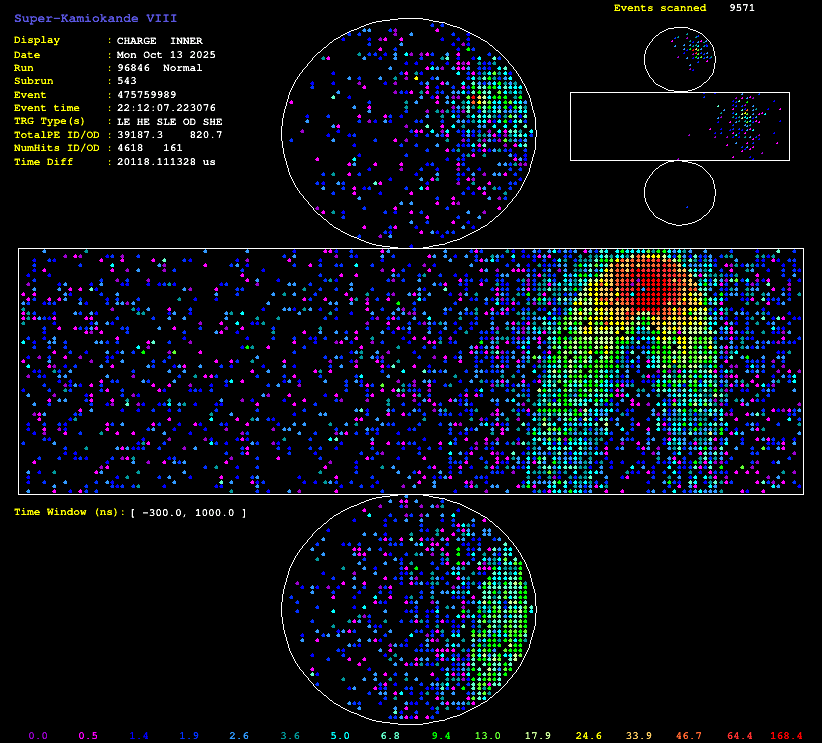 Super-Kamiokande VIII
Events scanned 9571
Display : CHARGE INNER
Date : Mon Oct 13 2025
Run : 96846 Normal
Subrun : 543
Event : 475759989
Event time : 22:12:07.223076
TRG Type(s) : LE HE SLE OD SHE
TotalPE ID/OD : 39187.3 820.7
NumHits ID/OD : 4618 161
Time Diff : 20118.111328 us
Time Window (ns): [ -300.0, 1000.0 ]
0.0 0.5 1.4 1.9 2.6 3.6 5.0 6.8 9.4 13.0 17.9 24.6 33.9 46.7 64.4 168.4